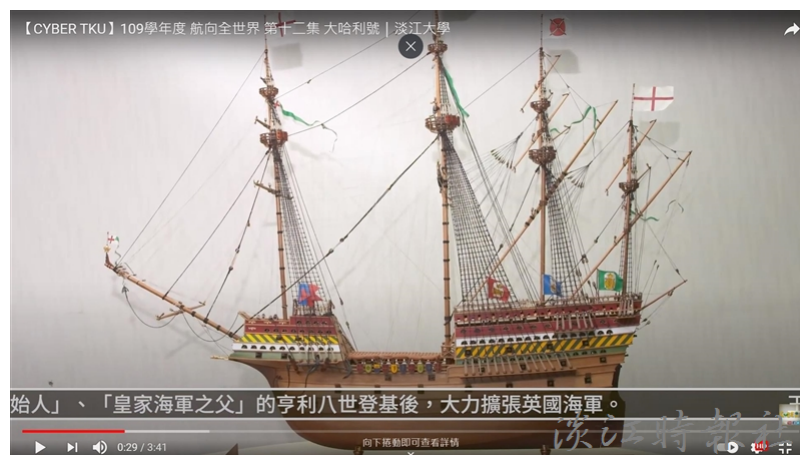 【CYBER TKU】109學年度 航向全世界 第十二集 大哈利號｜淡江大學
始人」、「皇家海軍之父」的亨利八世登基後，大力擴張英國海軍。
淡江時報社
0:29 / 3:41
向下捲動即可查看詳情